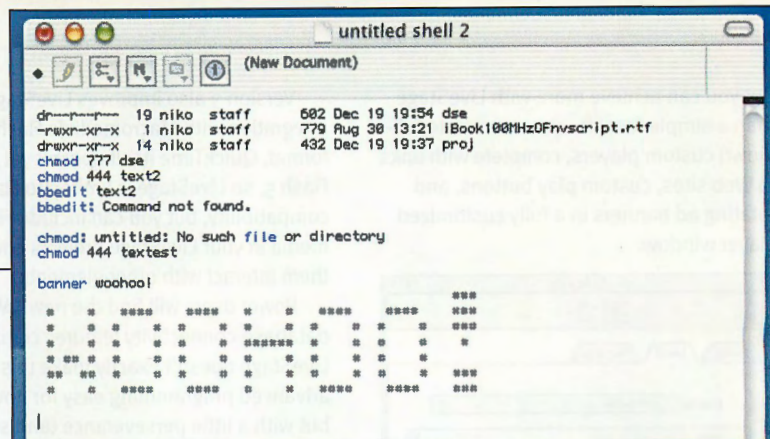 untitled shell 2
(New Document)
drw-r--r-- 19 niko staff 602 Dec 19 19:54 dse
-rwxr-xr-x 1 niko staff 779 Aug 30 13:21 iBook100MHzOFnvscript.rtf
drwxr-xr-x 14 niko staff 432 Dec 19 19:37 proj
chmod 777 dse
chmod 444 text2
bbedit text2
bbedit: Command not found.
chmod: untitled: No such file or directory
chmod 444 textest
banner woohoo!